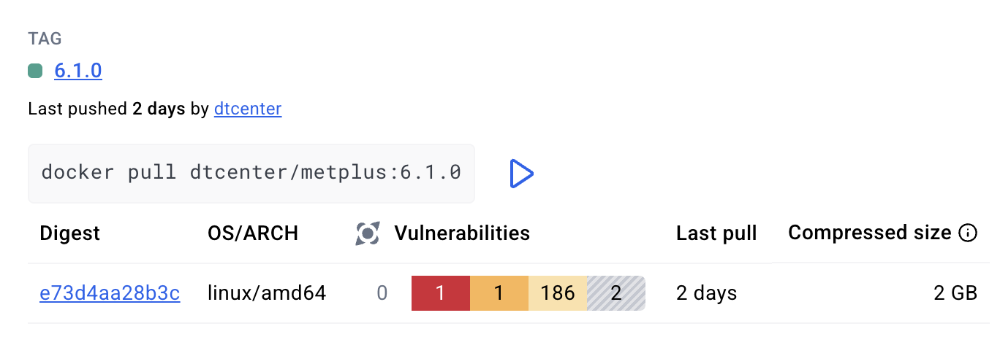 TAG
6.1.0
Last pushed 2 days by dtcenter
docker pull dtcenter/metplus:6.1.0
Digest OS/ARCH Vulnerabilities Last pull Compressed size
e73d4aa28b3c linux/amd64 0 1 1 186 2 2 days 2 GB